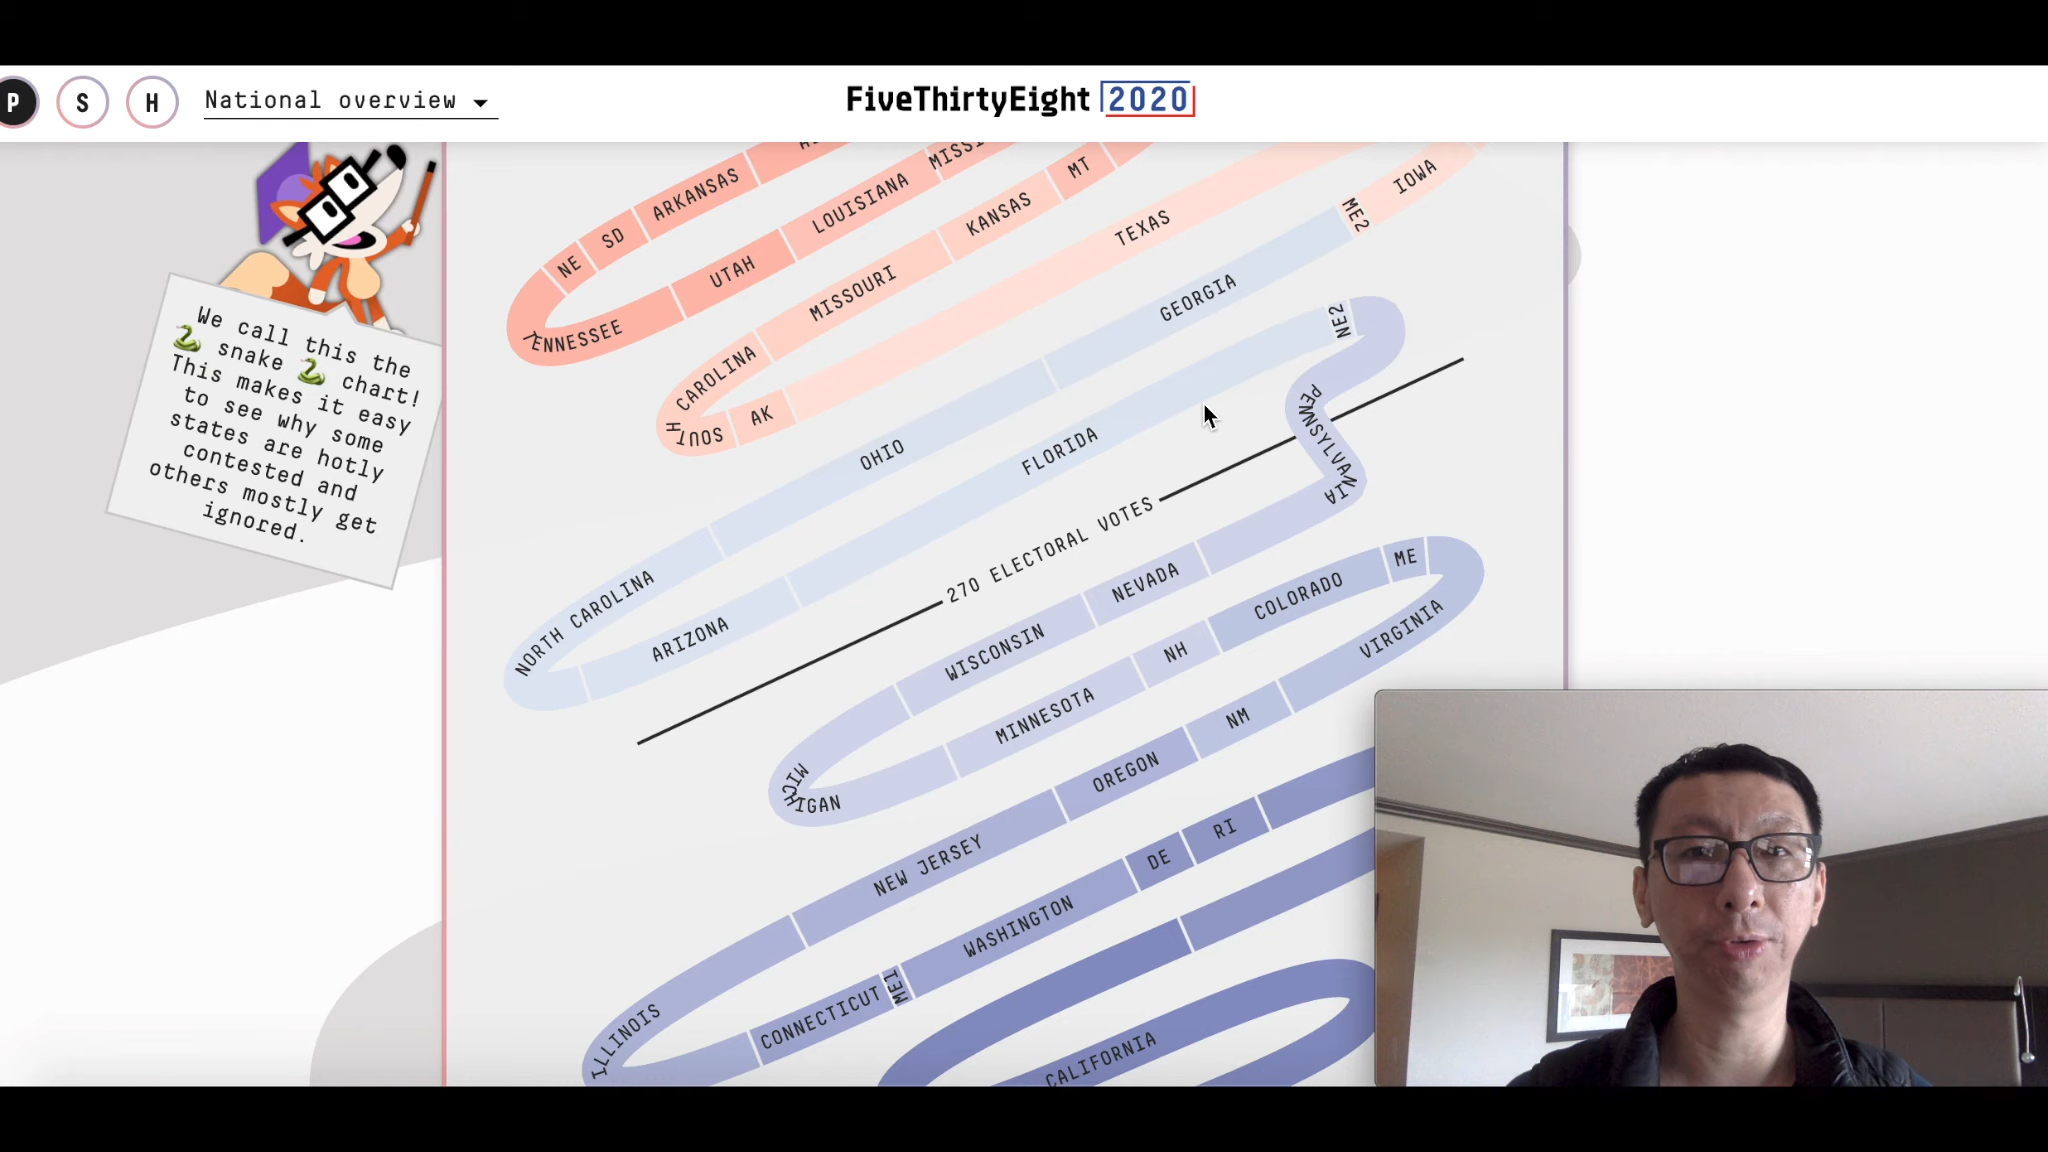 P
S
H
National overview
FiveThirtyEight 2020
We call this the
🐍 snake 🐍 chart!
This makes it easy
to see why some
states are hotly
contested and
others mostly get
ignored.
ARKANSAS
SD
NE
TENNESSEE
UTAH
LOUISIANA
MT
KANSAS
MISSOURI
SOUTH CAROLINA
AK
TEXAS
IOWA
ME2
GEORGIA
OHIO
NORTH CAROLINA
ARIZONA
FLORIDA
NE2
PENNSYLVANIA
270 ELECTORAL VOTES
NEVADA
WISCONSIN
MICHIGAN
MINNESOTA
NH
COLORADO
ME
VIRGINIA
NM
OREGON
NEW JERSEY
ILLINOIS
CONNECTICUT
ME1
WASHINGTON
DE
RI
CALIFORNIA